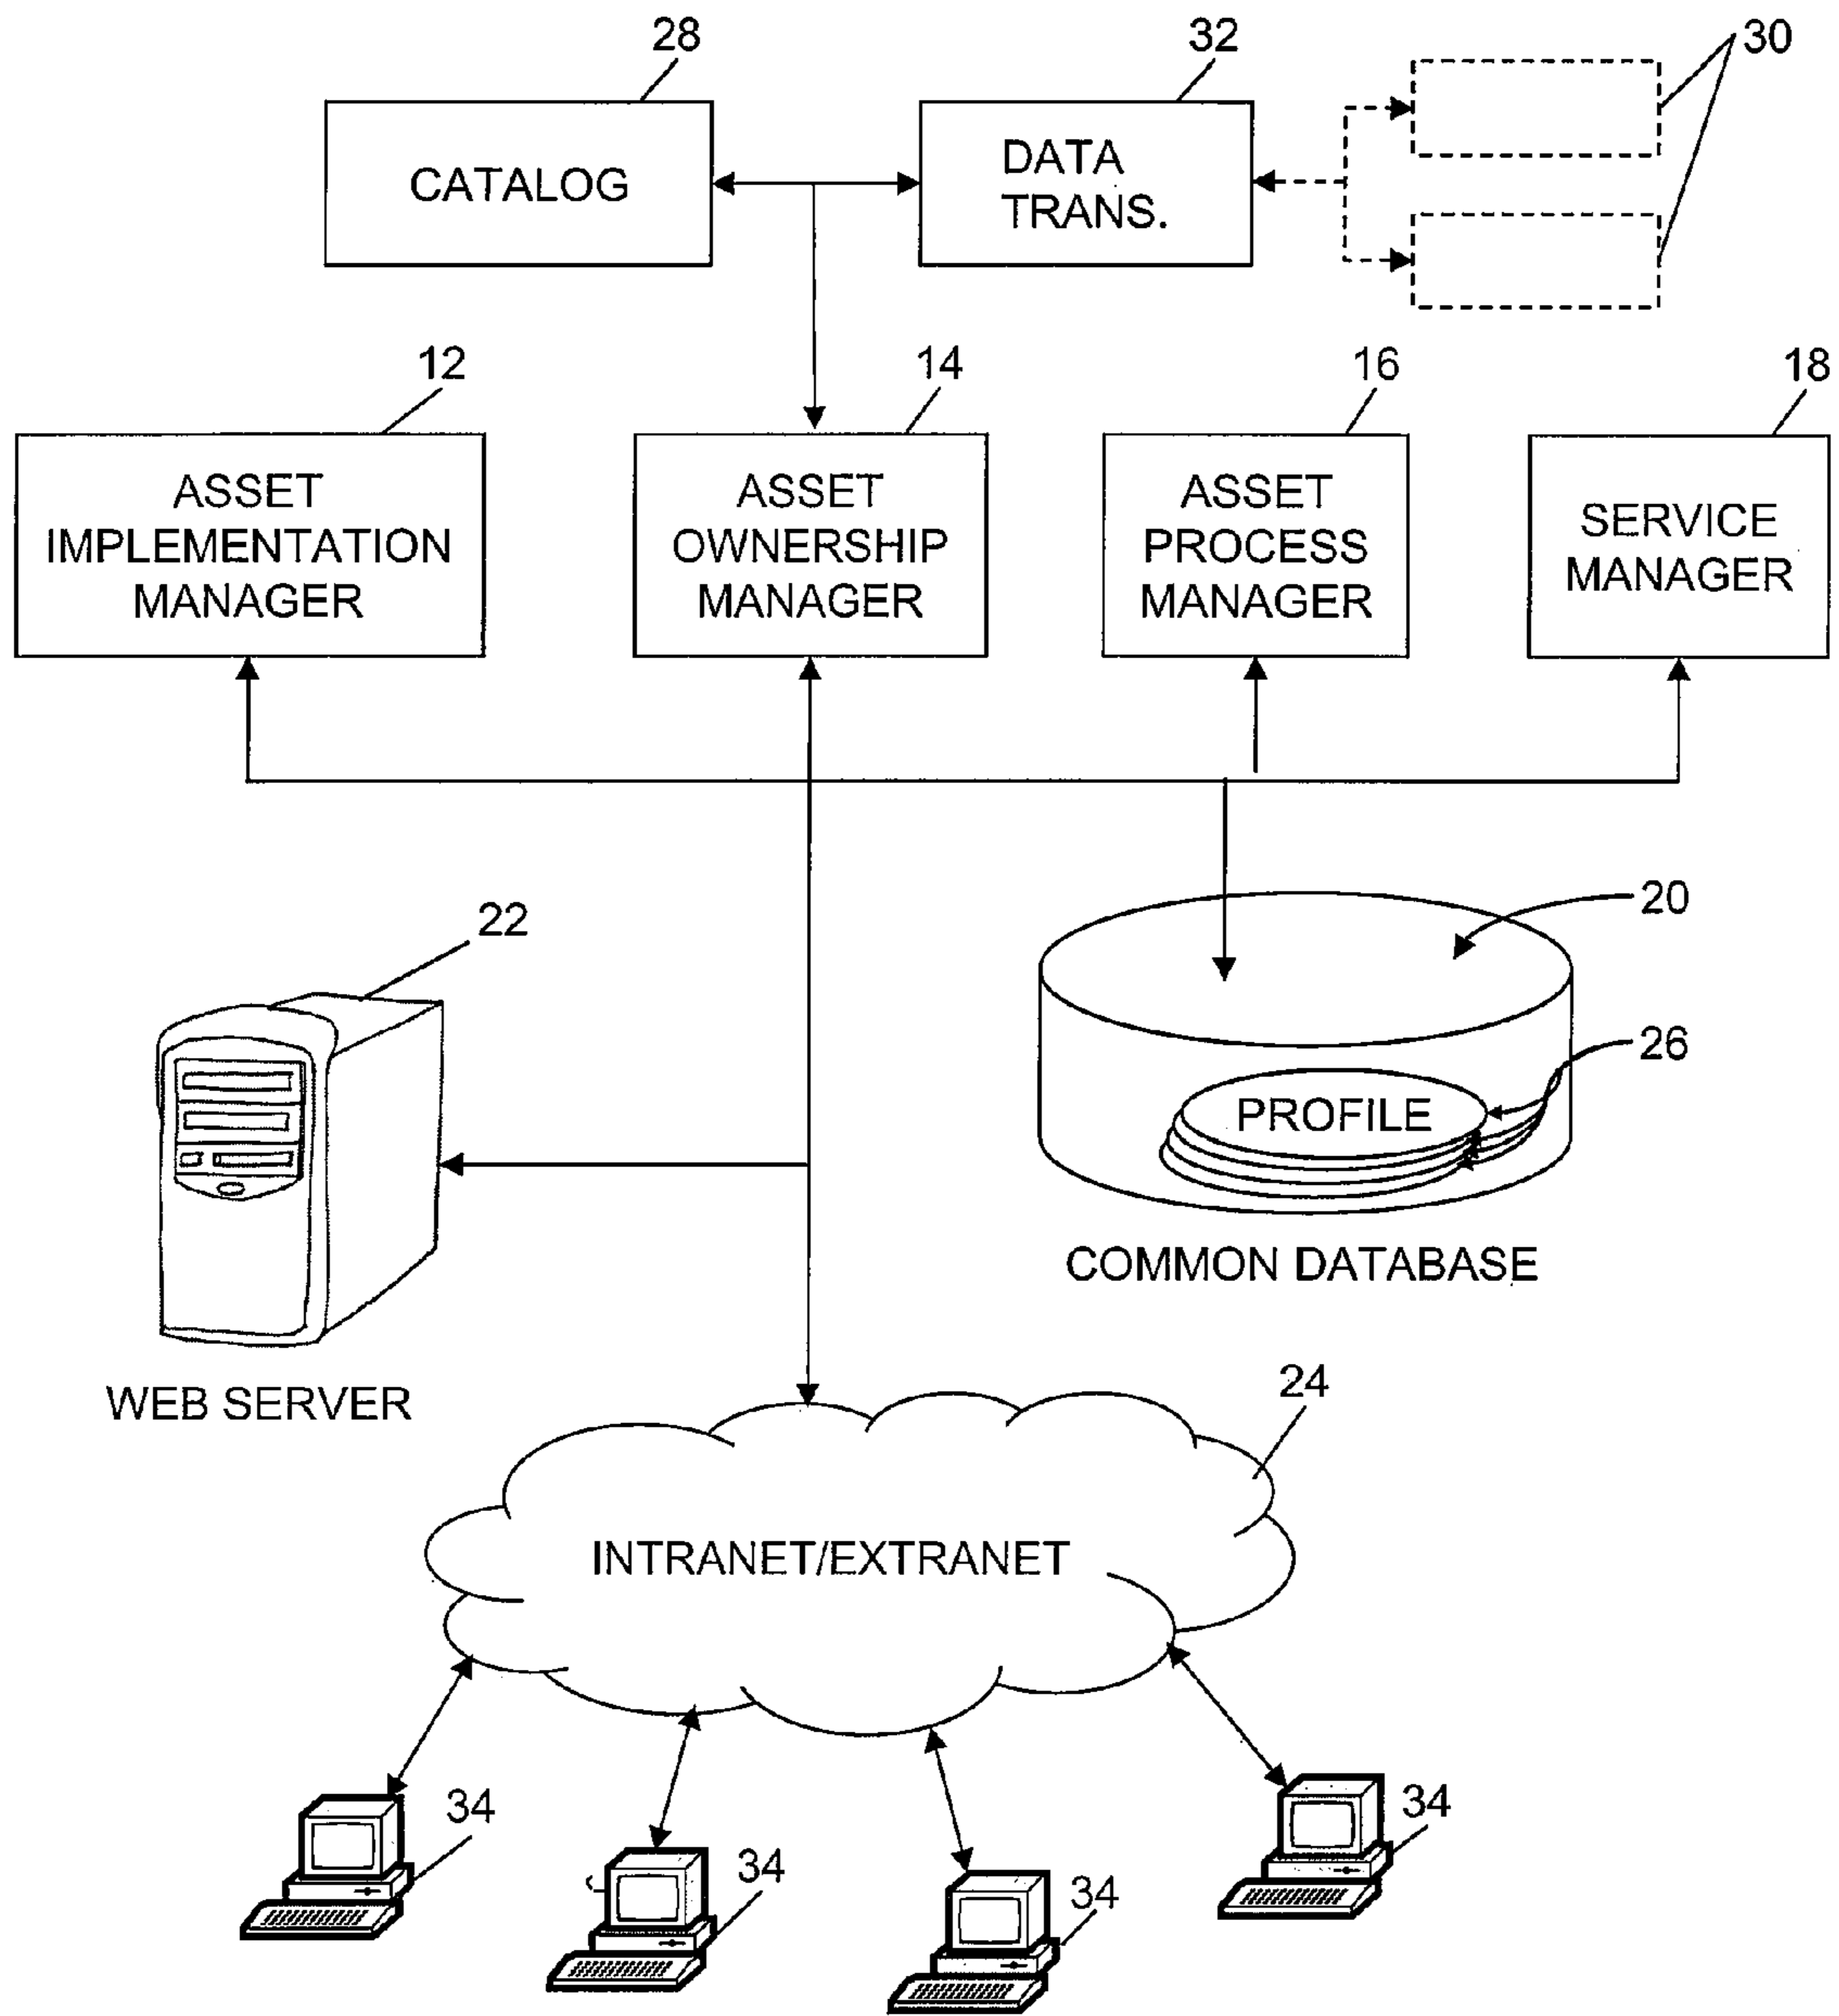 28
32
30
CATALOG
DATA
TRANS.
12
14
16
18
ASSET
IMPLEMENTATION
MANAGER
ASSET
OWNERSHIP
MANAGER
ASSET
PROCESS
MANAGER
SERVICE
MANAGER
22
20
26
PROFILE
COMMON DATABASE
WEB SERVER
24
INTRANET/EXTRANET
34
34
34
34